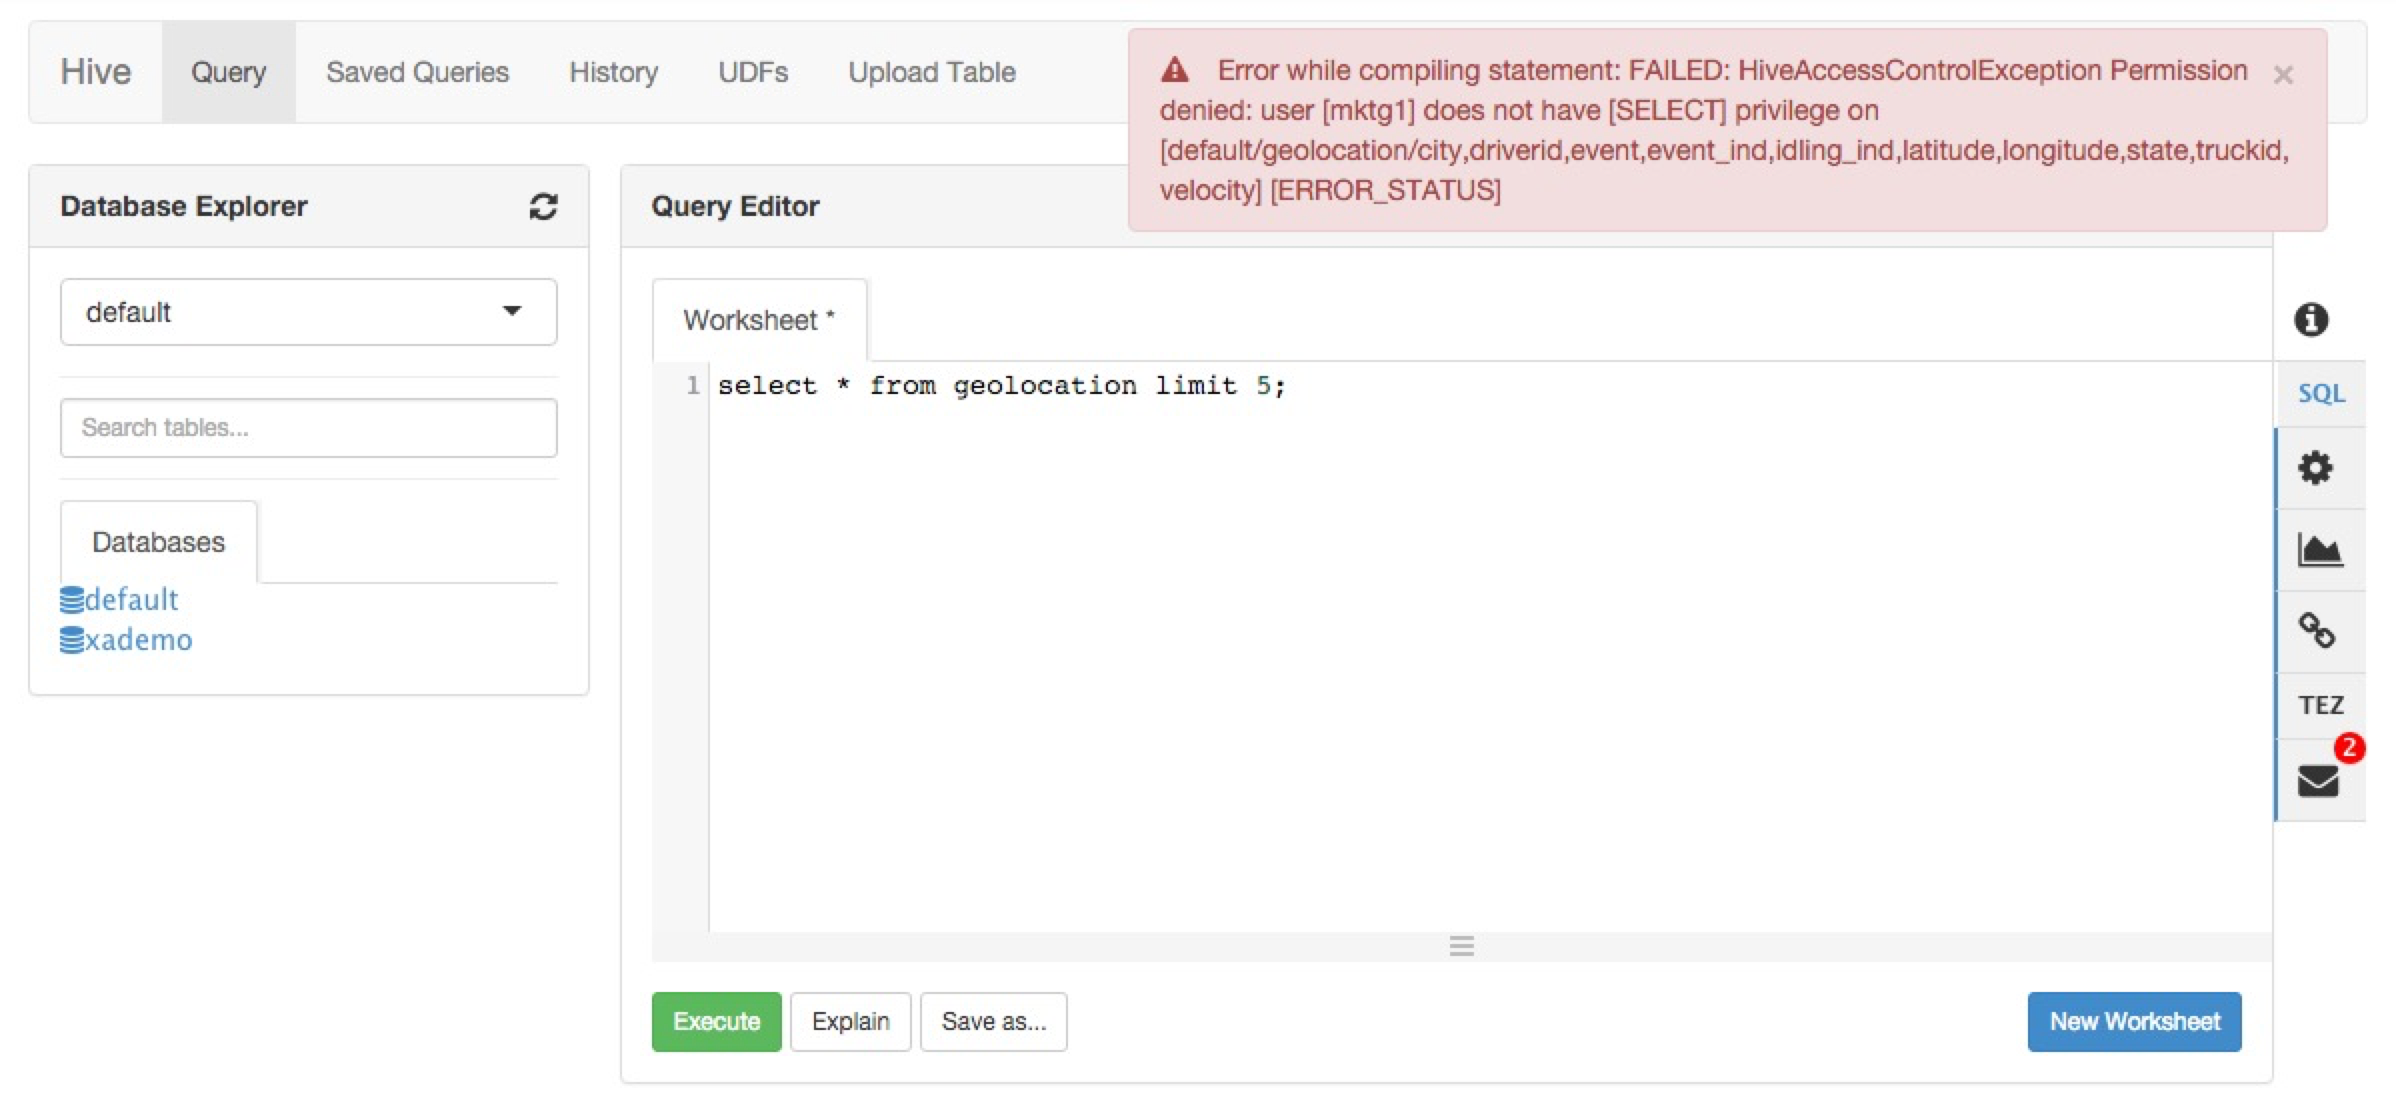 Hive Query Saved Queries History UDFs Upload Table
Error while compiling statement: FAILED: HiveAccessControlException Permission ×
denied: user [mktg1] does not have [SELECT] privilege on
[default/geolocation/city,driverid,event,event_ind,idling_ind,latitude,longitude,state,truckid,
velocity] [ERROR_STATUS]
Database Explorer
default
Search tables...
Databases
default
xademo
Query Editor
Worksheet *
1 select * from geolocation limit 5;
Execute Explain Save as... New Worksheet
SQL
TEZ
2